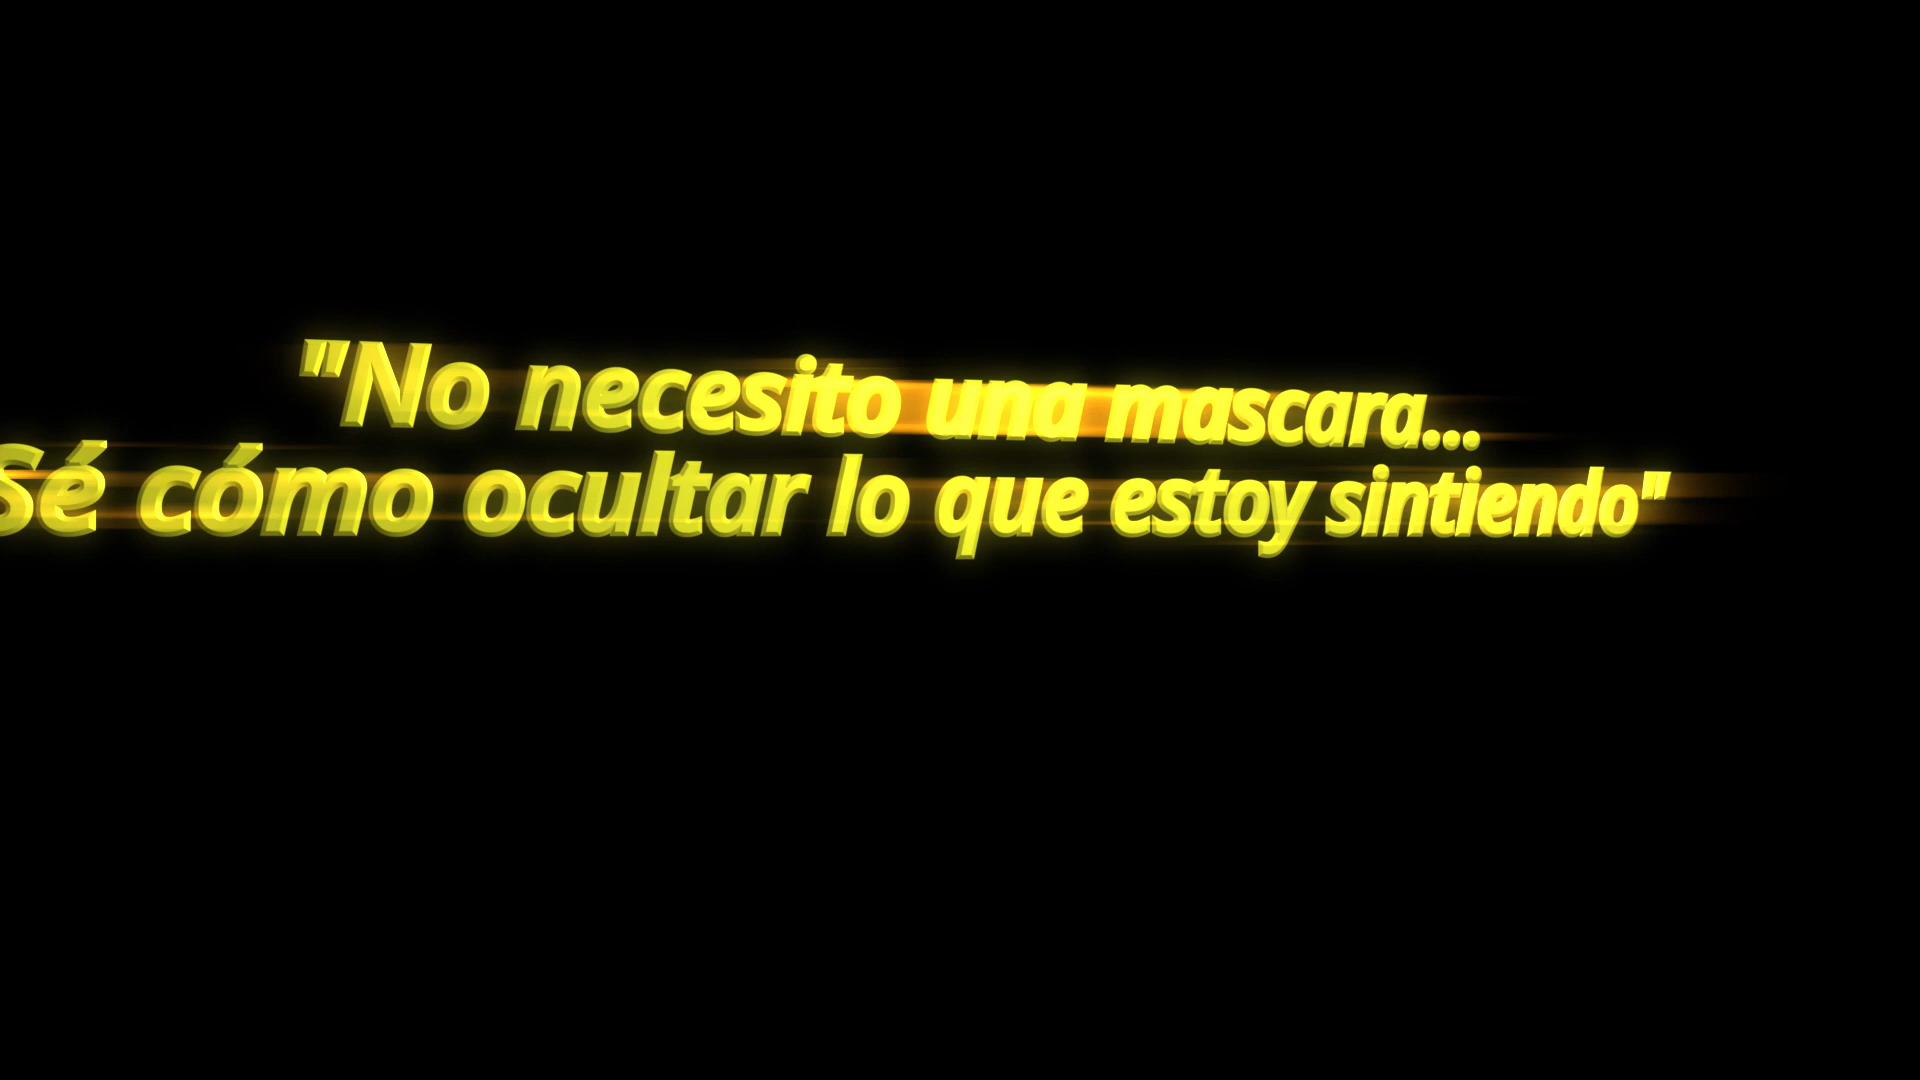 "No necesito una mascara...
Sé cómo ocultar lo que estoy sintiendo"